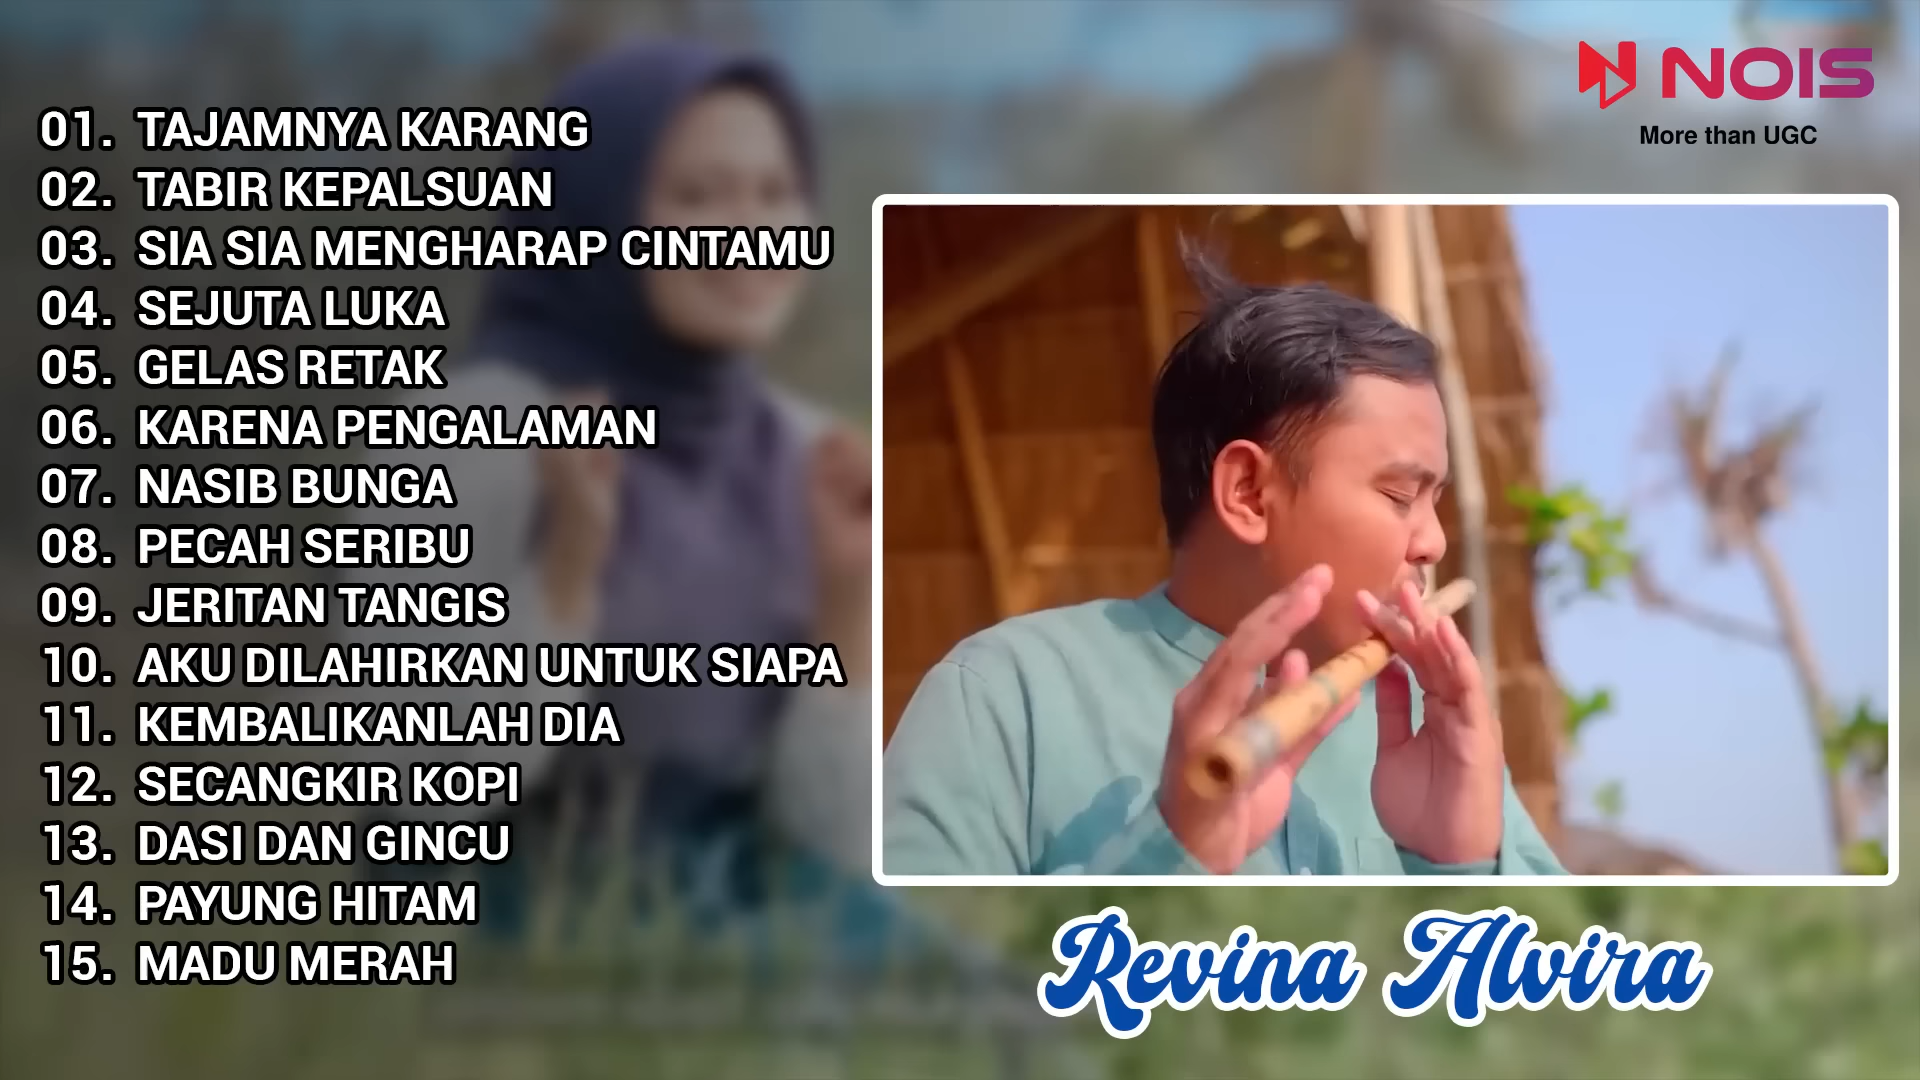 01. TAJAMNYA KARANG
02. TABIR KEPALSUAN
03. SIA SIA MENGHARAP CINTAMU
04. SEJUTA LUKA
05. GELAS RETAK
06. KARENA PENGALAMAN
07. NASIB BUNGA
08. PECAH SERIBU
09. JERITAN TANGIS
10. AKU DILAHIRKAN UNTUK SIAPA
11. KEMBALIKANLAH DIA
12. SECANGKIR KOPI
13. DASI DAN GINCU
14. PAYUNG HITAM
15. MADU MERAH
NOIS
More than UGC
Revina Alvira